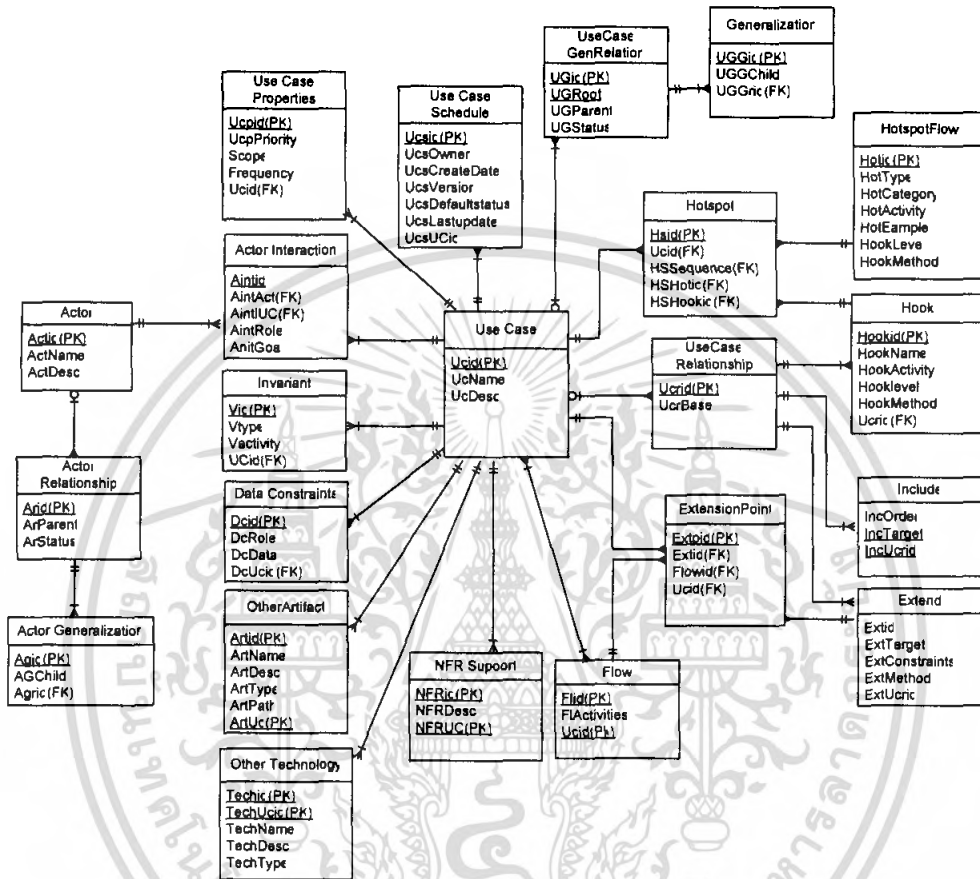 UseCase
GenRelation
UGic(PK)
UGRoot
UGParent
UGStatus
Generalization
UGGic(PK)
UGGChild
UGGric(FK)
Use Case
Properties
Ucpid(PK)
UcpPriority
Scope
Frequency
Ucid(FK)
Use Case
Schedule
Ucsic(PK)
UcsOwner
UcsCreateDate
UcsVersior
UcsDefaultstatus
UcsLastupdate
UcsUCic
HotspotFlow
Hotic(PK)
HotType
HotCategory
HotActivity
HotEample
HookLeve
HookMethod
Hotspot
Hsid(PK)
Ucid(FK)
HSSequence(FK)
HSHotic(FK)
HSHookic(FK)
Actor Interaction
Aintic
AintAct(FK)
AintIUC(FK)
AintRole
AnitGoa
Actor
Actic(PK)
ActName
ActDesc
Use Case
Ucid(PK)
UcName
UcDesc
Hook
Hookid(PK)
HookName
HookActivity
Hooklevel
HookMethod
Ucric(FK)
UseCase
Relationship
Ucrid(PK)
UcrBase
Invariant
Vic(PK)
Vtype
Vactivity
UCid(FK)
Actor
Relationship
Arid(PK)
ArParent
ArStatus
Data Constraints
Dcid(PK)
DcRole
DcData
DcUcic(FK)
ExtensionPoint
Extpid(PK)
Extid(FK)
Flowid(FK)
Ucid(FK)
Include
IncOrder
IncTarget
IncUcrid
Extend
Extid
ExtTarget
ExtConstraints
ExtMethod
ExtUcric
OtherArtifact
Artid(PK)
ArtName
ArtDesc
ArtType
ArtPath
ArtUc(PK)
Actor Generalization
Agic(PK)
AGChild
Agric(FK)
NFR Support
NFRic(PK)
NFRDesc
NFRUC(PK)
Flow
Flid(PK)
FlActivities
Ucid(PK)
Other Technology
Techic(PK)
TechUcic(PK)
TechName
TechDesc
TechType